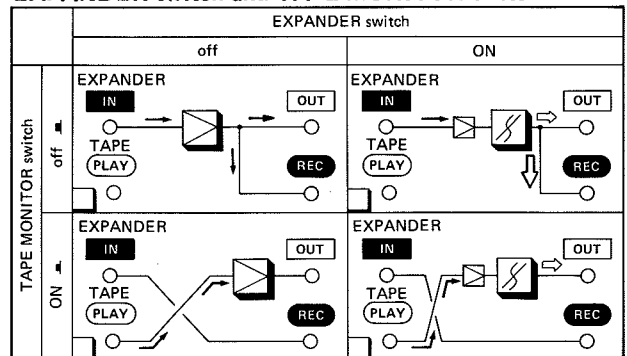 EXPANDER switch
off
ON
TAPE MONITOR switch
off
EXPANDER
IN
OUT
TAPE
PLAY
REC
EXPANDER
IN
OUT
TAPE
PLAY
REC
ON
EXPANDER
IN
OUT
TAPE
PLAY
REC
EXPANDER
IN
OUT
TAPE
PLAY
REC